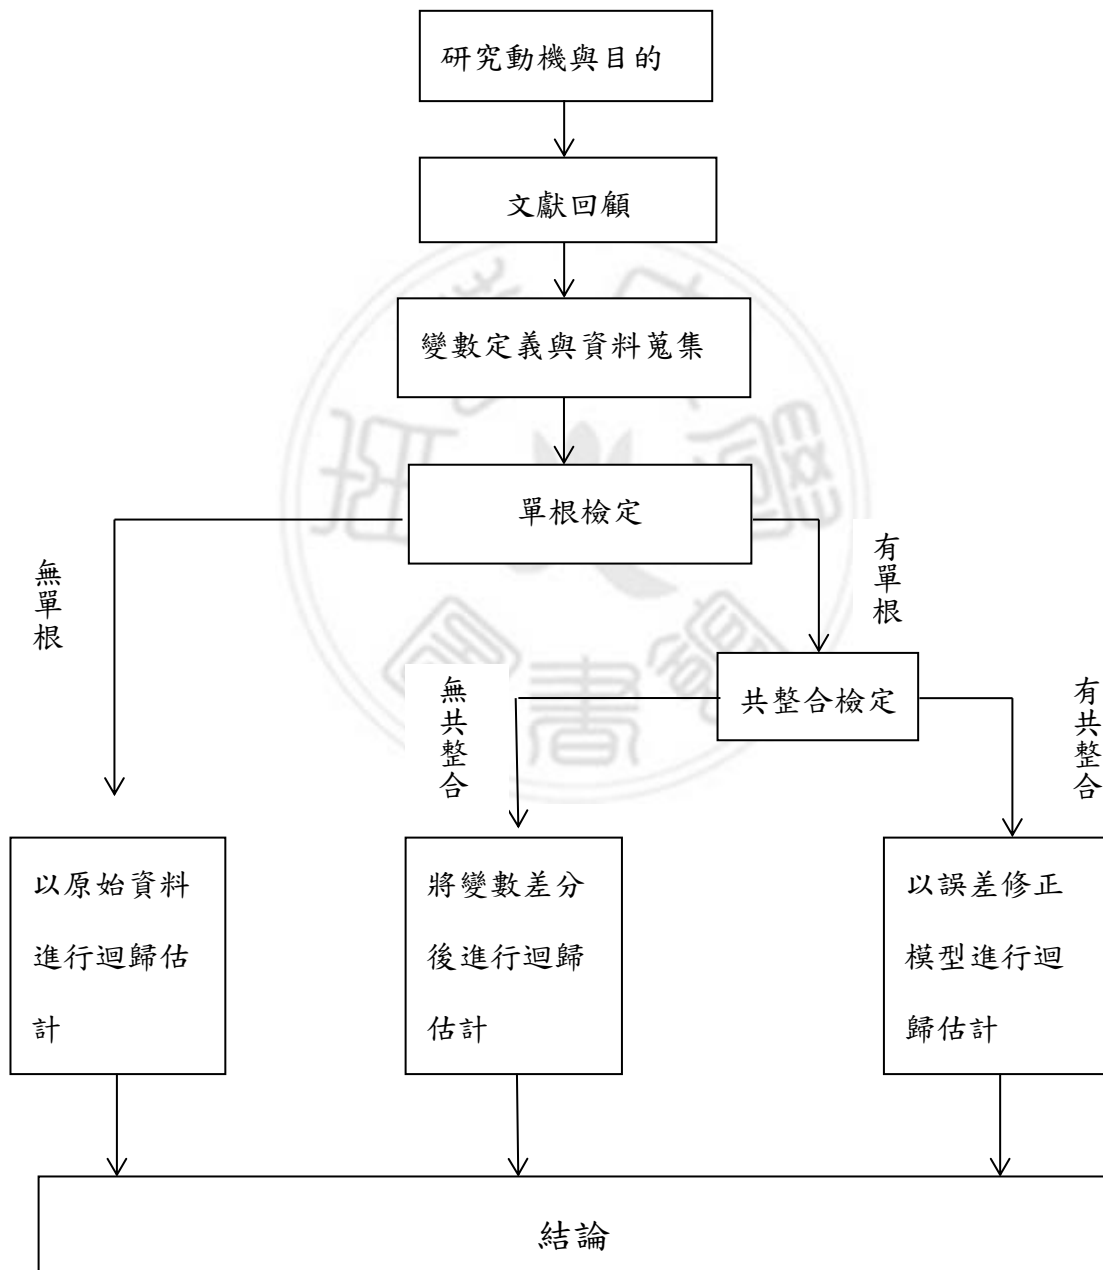 研究動機與目的
文獻回顧
變數定義與資料蒐集
單根檢定
無單根
有單根
共整合檢定
無共整合
有共整合
以原始資料
進行迴歸估
計
將變數差分
後進行迴歸
估計
以誤差修正
模型進行迴
歸估計
結論